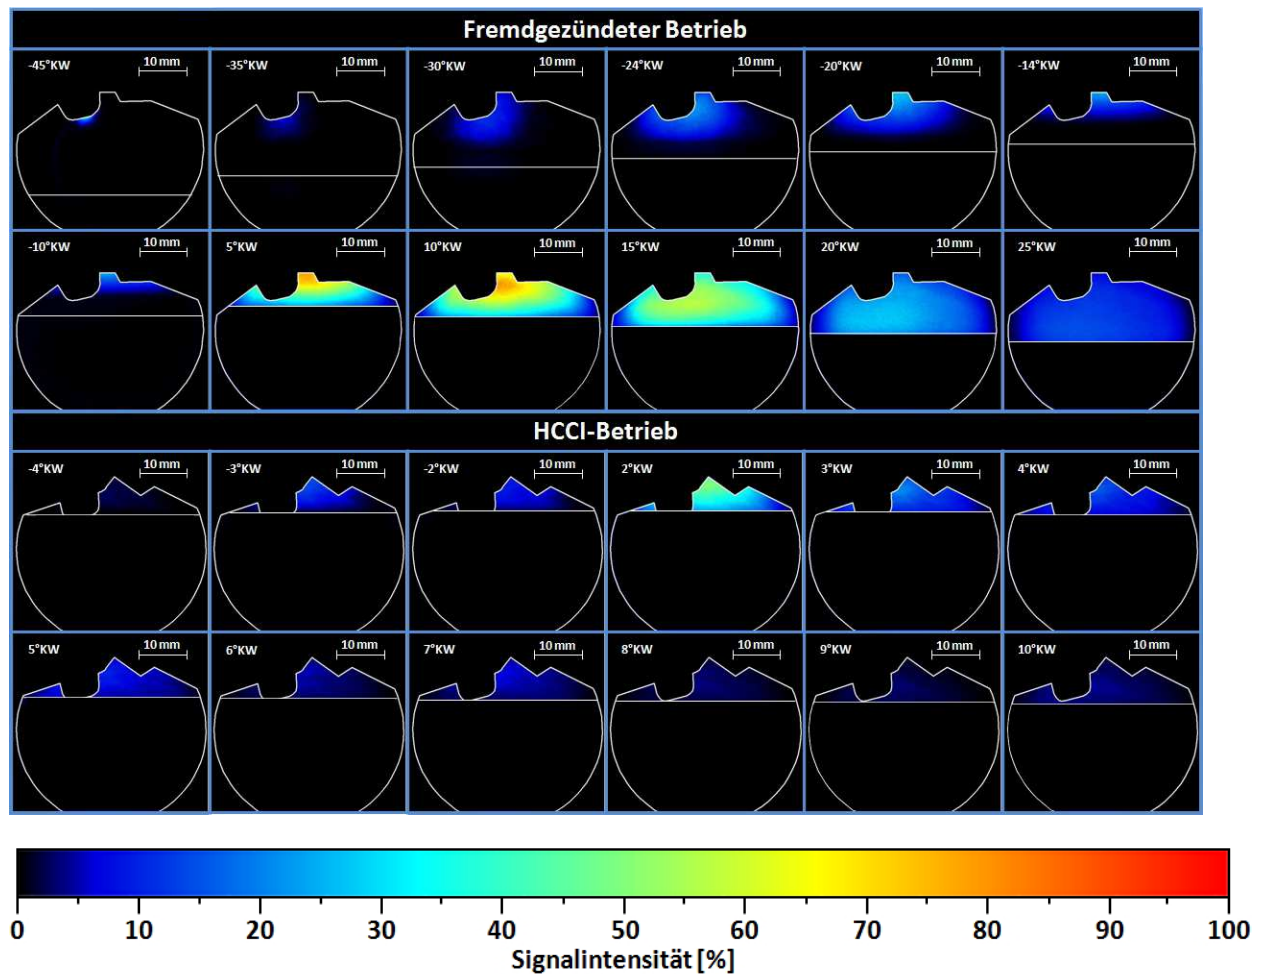 Fremdgezündeter Betrieb
-45°KW 10 mm -35°KW 10 mm -30°KW 10 mm -24°KW 10 mm -20°KW 10 mm -14°KW 10 mm
-10°KW 10 mm 5°KW 10 mm 10°KW 10 mm 15°KW 10 mm 20°KW 10 mm 25°KW 10 mm
HCCI-Betrieb
-4°KW 10 mm -3°KW 10 mm -2°KW 10 mm 2°KW 10 mm 3°KW 10 mm 4°KW 10 mm
5°KW 10 mm 6°KW 10 mm 7°KW 10 mm 8°KW 10 mm 9°KW 10 mm 10°KW 10 mm
0 10 20 30 40 50 60 70 80 90 100
Signalintensität [%]